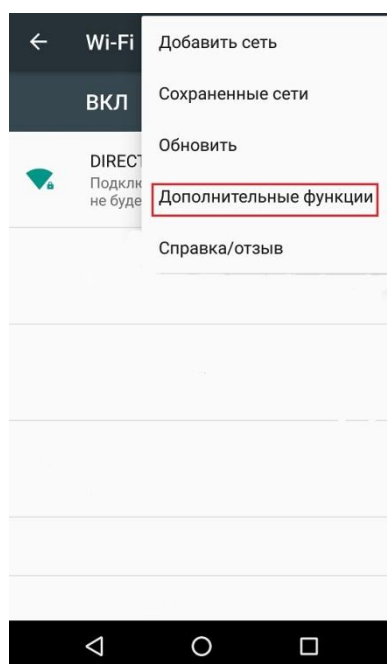 Wi-Fi
ВКЛ
DIRECT
Подклю
не буде
Добавить сеть
Сохраненные сети
Обновить
Дополнительные функции
Справка/отзыв